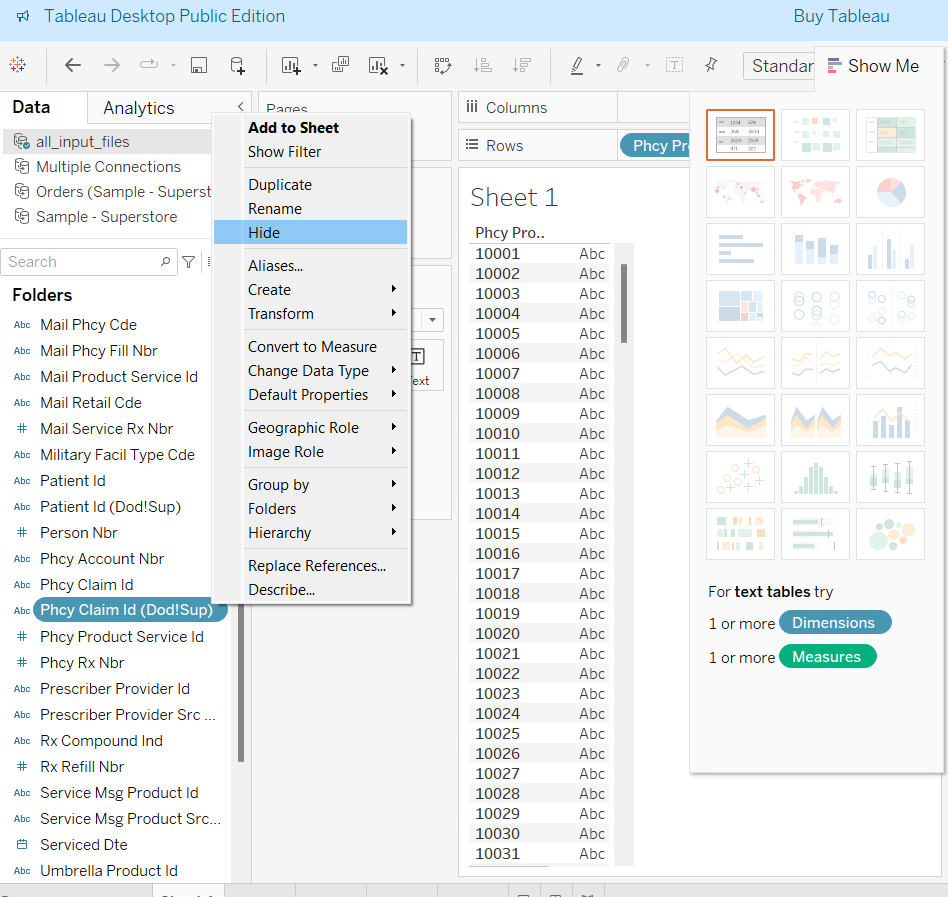 Tableau Desktop Public Edition
Buy Tableau
Standar
Show Me
Data
Analytics
Pages
Columns
Rows
Phcy Pr
all_input_files
Multiple Connections
Orders (Sample - Superst
Sample - Superstore
Search
Folders
Abc Mail Phcy Cde
Abc Mail Phcy Fill Nbr
Abc Mail Product Service Id
Abc Mail Retail Cde
# Mail Service Rx Nbr
Abc Military Facil Type Cde
Abc Patient Id
Abc Patient Id (Dod!Sup)
# Person Nbr
Abc Phcy Account Nbr
Abc Phcy Claim Id
Abc Phcy Claim Id (Dod!Sup)
# Phcy Product Service Id
# Phcy Rx Nbr
Abc Prescriber Provider Id
Abc Prescriber Provider Src ...
Abc Rx Compound Ind
# Rx Refill Nbr
Abc Service Msg Product Id
Abc Service Msg Product Src...
Serviced Dte
Abc Umbrella Product Id
Add to Sheet
Show Filter
Duplicate
Rename
Hide
Aliases...
Create
Transform
Convert to Measure
Change Data Type
Default Properties
Geographic Role
Image Role
Group by
Folders
Hierarchy
Replace References...
Describe...
T
ext
Sheet 1
Phcy Pro..
10001 Abc
10002 Abc
10003 Abc
10004 Abc
10005 Abc
10006 Abc
10007 Abc
10008 Abc
10009 Abc
10010 Abc
10011 Abc
10012 Abc
10013 Abc
10014 Abc
10015 Abc
10016 Abc
10017 Abc
10018 Abc
10019 Abc
10020 Abc
10021 Abc
10022 Abc
10023 Abc
10024 Abc
10025 Abc
10026 Abc
10027 Abc
10028 Abc
10029 Abc
10030 Abc
10031 Abc
For text tables try
1 or more Dimensions
1 or more Measures